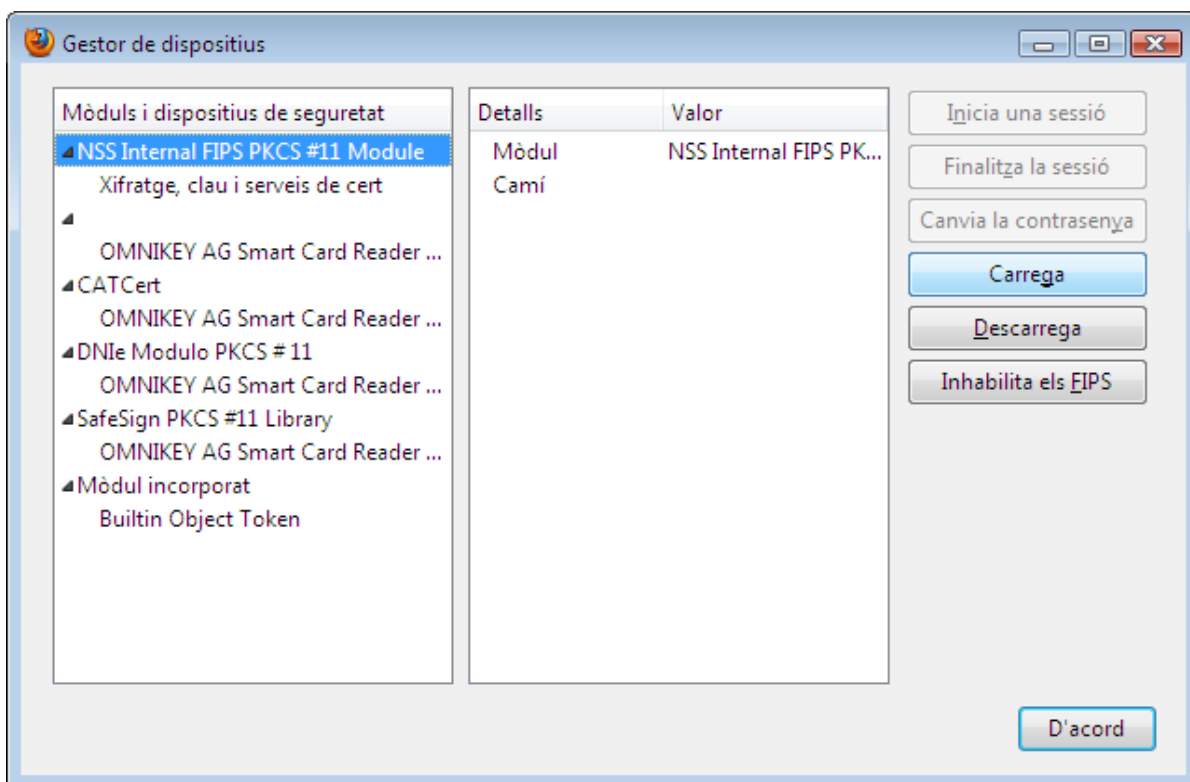 Gestor de dispositius
Mòduls i dispositius de seguretat
NSS Internal FIPS PKCS #11 Module
Xifratge, clau i serveis de cert
OMNIKEY AG Smart Card Reader ...
CATCert
OMNIKEY AG Smart Card Reader ...
DNIe Modulo PKCS # 11
OMNIKEY AG Smart Card Reader ...
SafeSign PKCS #11 Library
OMNIKEY AG Smart Card Reader ...
Mòdul incorporat
Builtin Object Token
Detalls Valor
Mòdul NSS Internal FIPS PK...
Camí
Inicia una sessió
Finalitza la sessió
Canvia la contrasenya
Carrega
Descarrega
Inhabilita els FIPS
D'acord